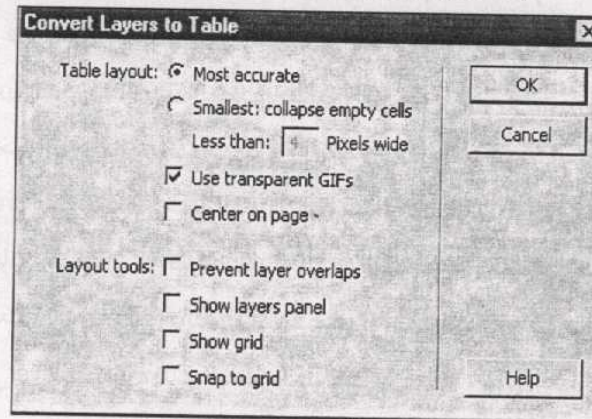 Convert Layers to Table
Table layout: Most accurate
Smallest: collapse empty cells
Less than: 4 Pixels wide
Use transparent GIFs
Center on page
Layout tools: Prevent layer overlaps
Show layers panel
Show grid
Snap to grid
OK
Cancel
Help